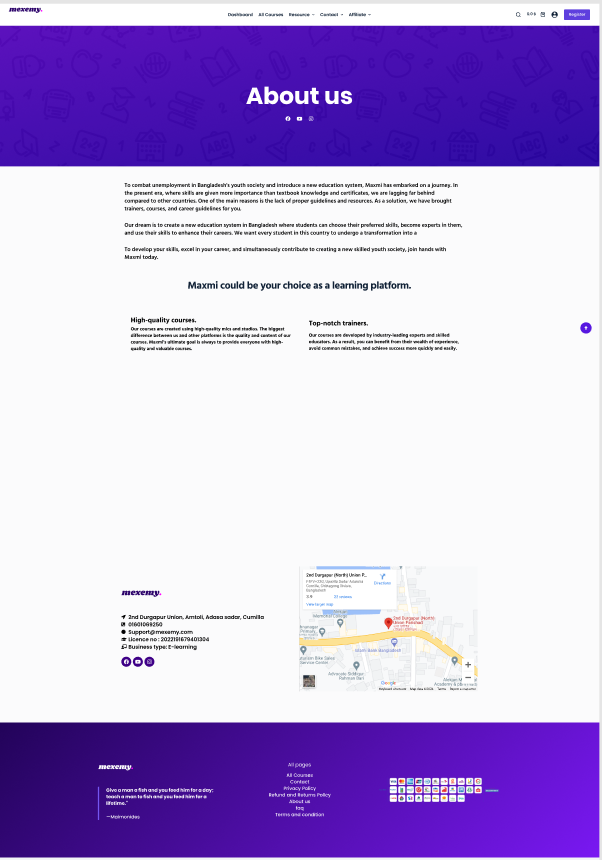 mexemy.
Dashboard All Courses Resource Contact Affiliate
Register
About us
To combat unemployment in Bangladesh's youth society and introduce a new education system, Maxmi has embarked on a journey. In
the present era, where skills are given more importance than textbook knowledge and certificates, we are lagging far behind
compared to other countries. One of the main reasons is the lack of proper guidelines and resources. As a solution, we have brought
trainers, courses, and career guidelines for you.
Our dream is to create a new education system in Bangladesh where students can choose their preferred skills, become experts in them,
and use their skills to enhance their careers. We want every student in this country to undergo a transformation into a
To develop your skills, excel in your career, and simultaneously contribute to creating a new skilled youth society, join hands with
Maxmi today.
Maxmi could be your choice as a learning platform.
High-quality courses.
Our courses are created using high-quality mics and studios. The biggest
difference between us and other platforms is the quality and content of our
courses. Maxmi's ultimate goal is always to provide everyone with high-
quality and valuable courses.
Top-notch trainers.
Our courses are developed by industry-leading experts and skilled
educators. As a result, you can benefit from their wealth of experience,
avoid common mistakes, and achieve success more quickly and easily.
mexemy.
2nd Durgapur Union, Amtoli, Adassa sadar, Cumilla
01601069250
Support@mexemy.com
Licence no : 2022191679401304
Business type: E-learning
2nd Durgapur (North) Union P...
Directions
Bangladesh
3.9
View larger map
2nd Durgapur (North)
Union Parishad
Islami Bank Bangladesh
Service Center
Advocate Siddiqur
Rahman Bari
Google
Keyboard shortcuts Map data ©2024 Terms Report a map error
mexemy.
Give a man a fish and you feed him for a day;
teach a man to fish and you feed him for a
lifetime."
—Maimonides
All pages
All Courses
Contact
Privacy Policy
Refund and Returns Policy
About us
faq
Terms and condition